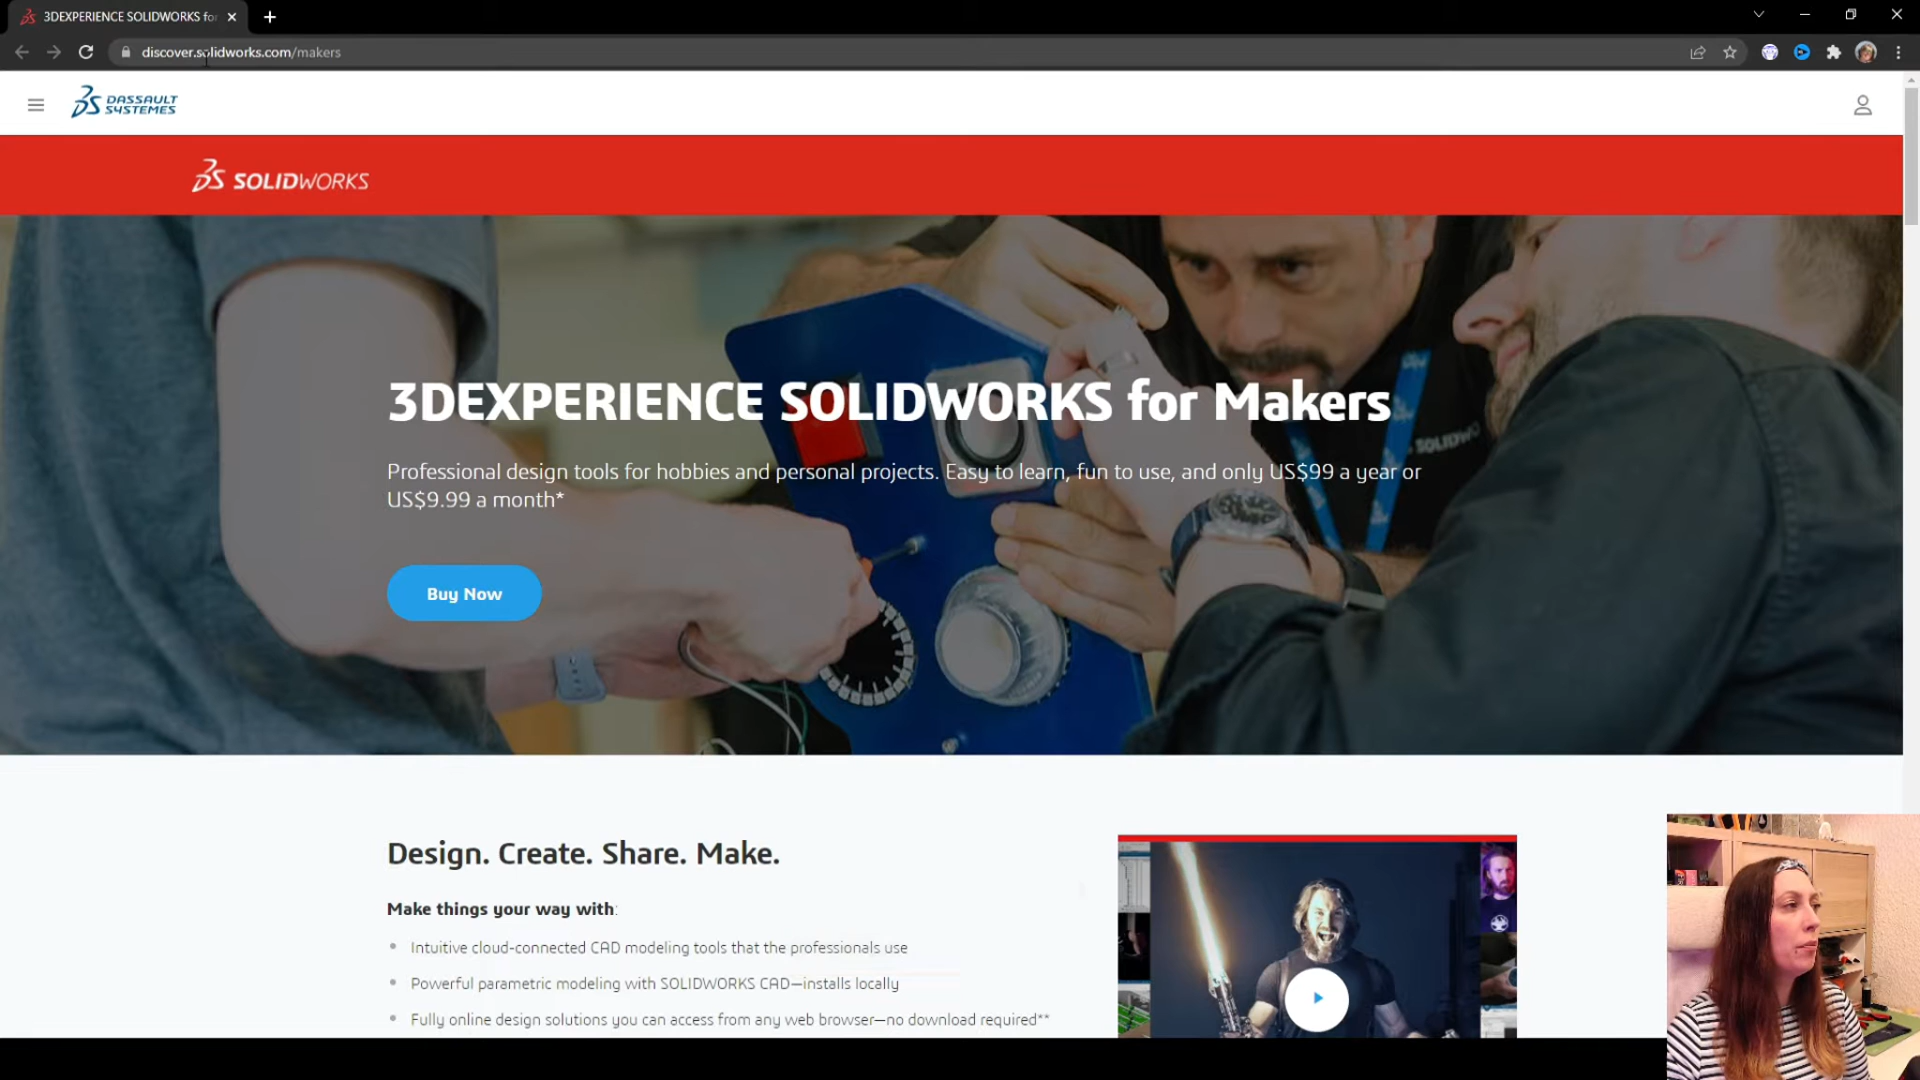 3DEXPERIENCE SOLIDWORKS for
discover.solidworks.com/makers
DASSAULT
SYSTEMES
SOLIDWORKS
SOLIDWO
3DEXPERIENCE SOLIDWORKS for Makers
Professional design tools for hobbies and personal projects. Easy to learn, fun to use, and only US$99 a year or
US$9.99 a month*
Buy Now
Design. Create. Share. Make.
Make things your way with:
• Intuitive cloud-connected CAD modeling tools that the professionals use
• Powerful parametric modeling with SOLIDWORKS CAD—installs locally
• Fully online design solutions you can access from any web browser—no download required**